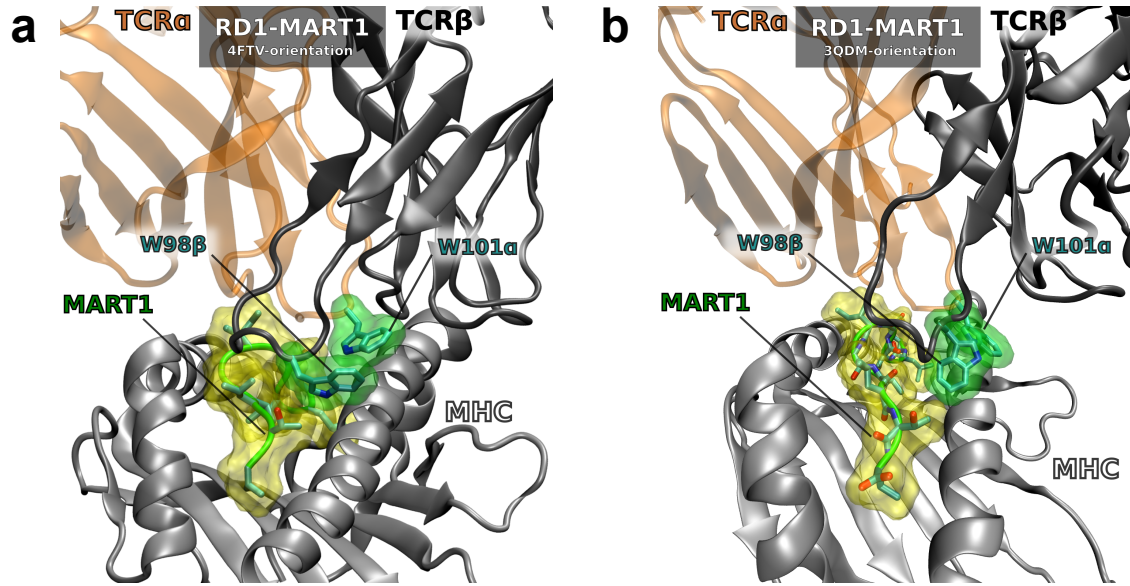 a
TCRα
RD1-MART1
4FTV-orientation
TCRβ
W98β
W101α
MART1
MHC
b
RD1-MART1
3QDM-orientation
TCRα
TCRβ
W98β
W101α
MART1
MHC